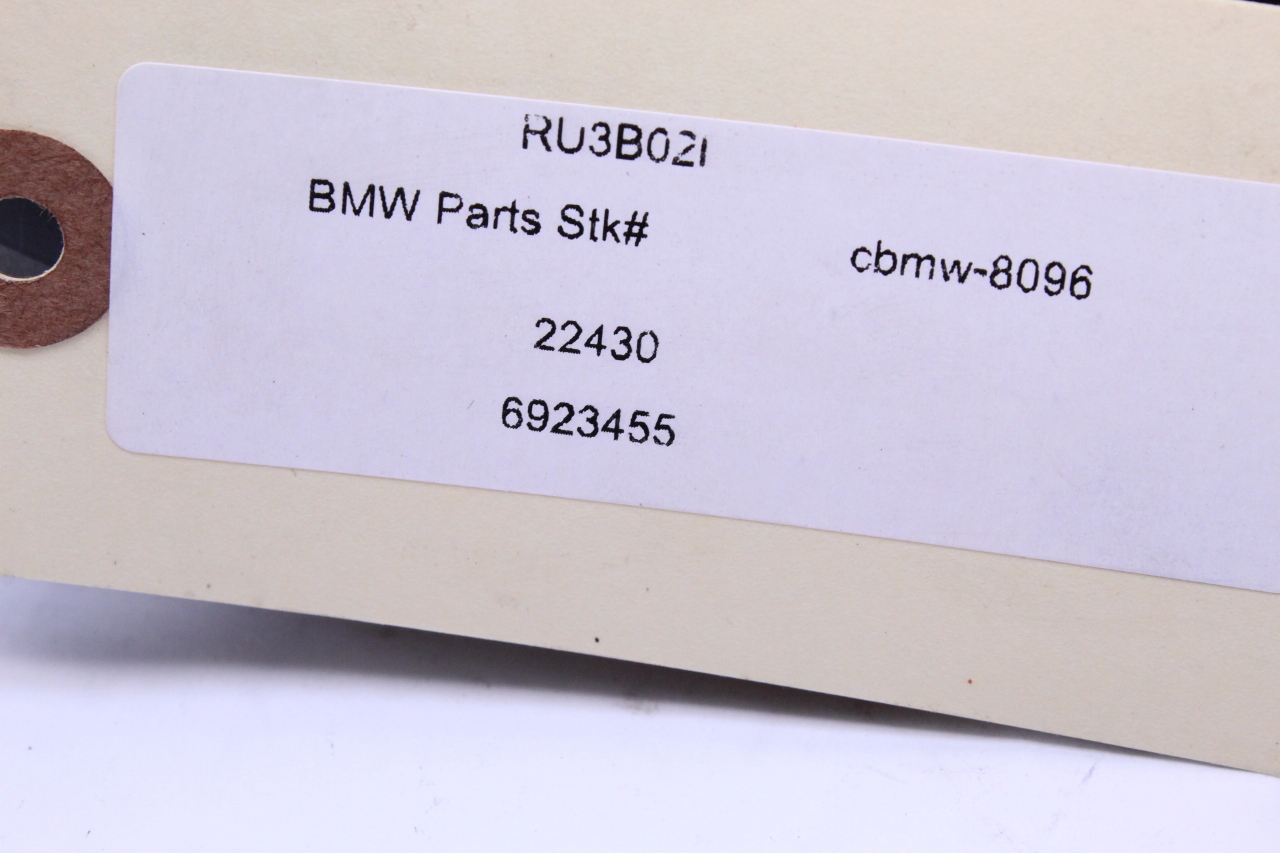 RU3B02I
BMW Parts Stk#
cbmw-8096
22430
6923455